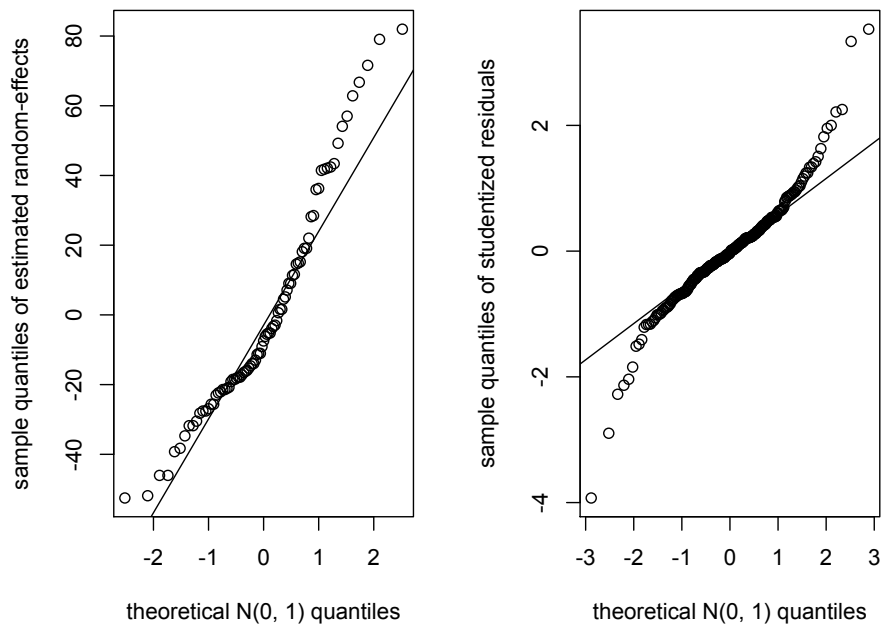 sample quantiles of estimated random-effects
80
60
40
20
0
-20
-40
-2 -1 0 1 2
theoretical N(0, 1) quantiles
sample quantiles of studentized residuals
2
0
-2
-4
-3 -2 -1 0 1 2 3
theoretical N(0, 1) quantiles